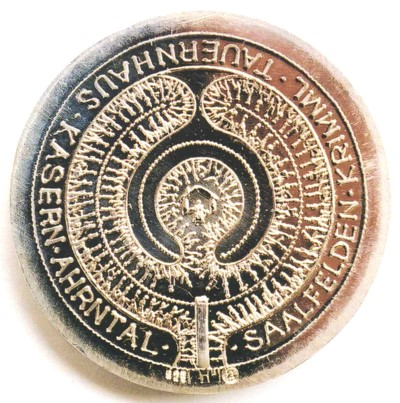 SAALFELDEN · KRIMML · TAUERNHAUS · KASERN · AHRNTAL ·